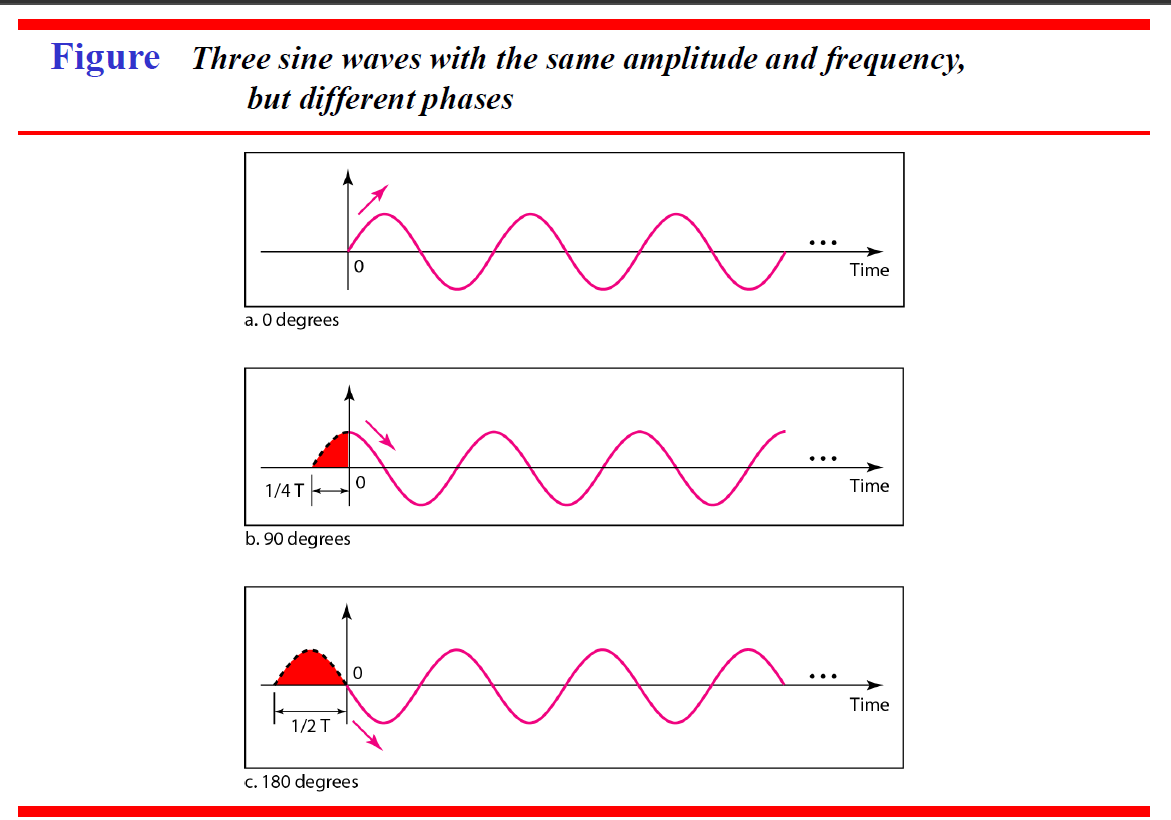 Figure Three sine waves with the same amplitude and frequency,
but different phases
0
...
Time
a. 0 degrees
1/4 T
0
...
Time
b. 90 degrees
0
...
Time
1/2 T
c. 180 degrees